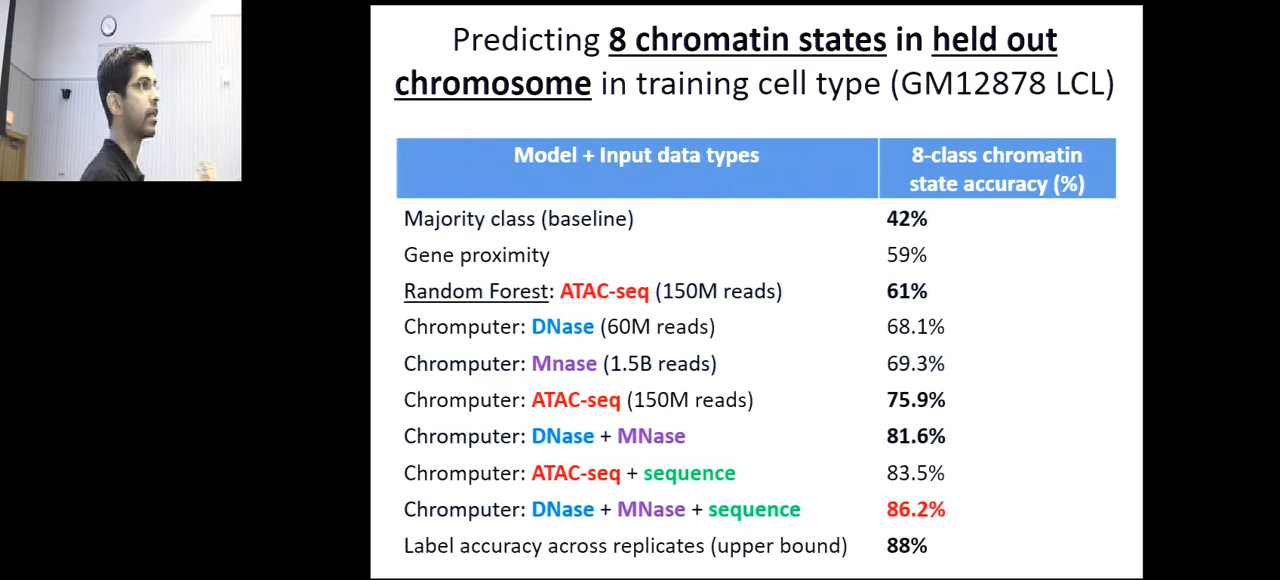 Predicting 8 chromatin states in held out
chromosome in training cell type (GM12878 LCL)
Model + Input data types
8-class chromatin
state accuracy (%)
Majority class (baseline) 42%
Gene proximity 59%
Random Forest: ATAC-seq (150M reads) 61%
Chromputer: DNase (60M reads) 68.1%
Chromputer: Mnase (1.5B reads) 69.3%
Chromputer: ATAC-seq (150M reads) 75.9%
Chromputer: DNase + MNase 81.6%
Chromputer: ATAC-seq + sequence 83.5%
Chromputer: DNase + MNase + sequence 86.2%
Label accuracy across replicates (upper bound) 88%